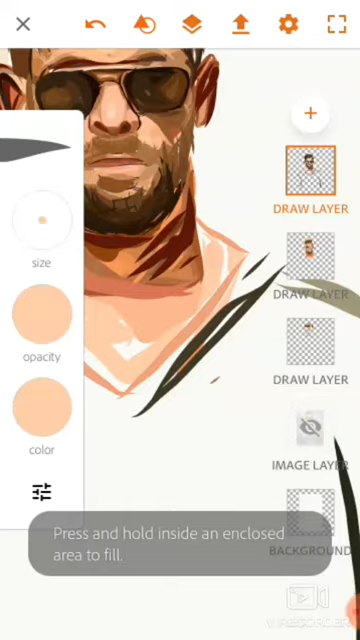 DRAW LAYER
size
DRAW LAYER
opacity
DRAW LAYER
color
IMAGE LAYER
Press and hold inside an enclosed
area to fill.
BACKGROUND
V RECORDER